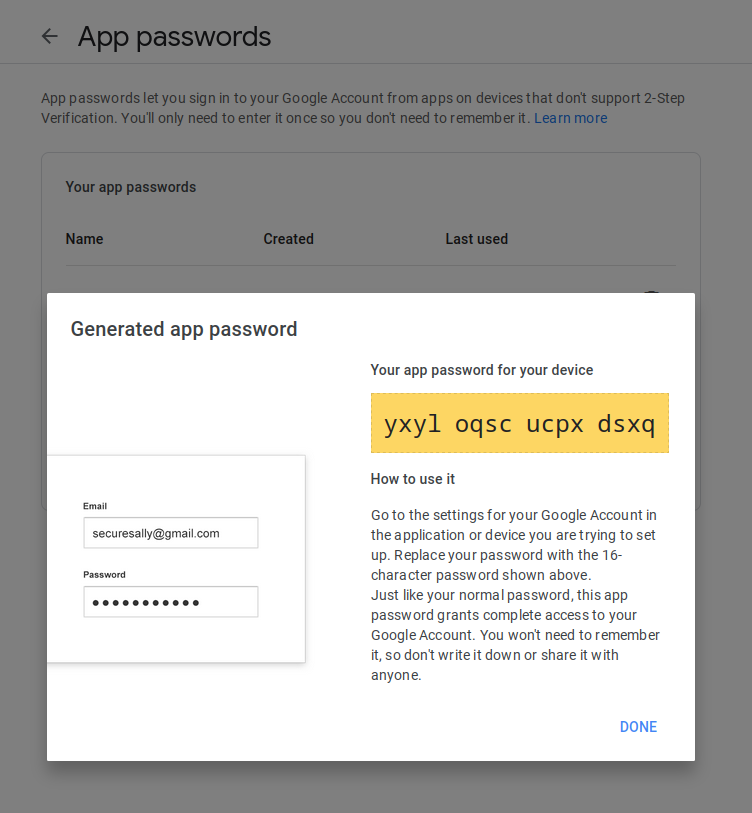 App passwords
App passwords let you sign in to your Google Account from apps on devices that don't support 2-Step
Verification. You'll only need to enter it once so you don't need to remember it. Learn more
Your app passwords
Name Created Last used
Generated app password
Your app password for your device
yxyl oqsc ucpx dsxq
Email
securesally@gmail.com
Password
How to use it
Go to the settings for your Google Account in
the application or device you are trying to set
up. Replace your password with the 16-
character password shown above.
Just like your normal password, this app
password grants complete access to your
Google Account. You won't need to remember
it, so don't write it down or share it with
anyone.
DONE